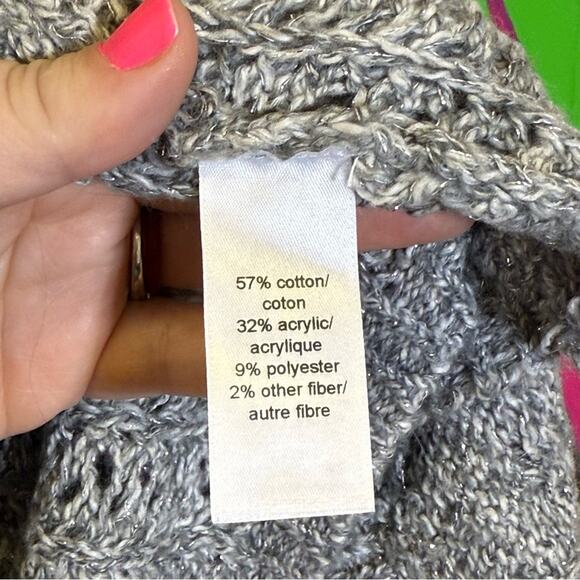 57% cotton/
coton
32% acrylic/
acrylique
9% polyester
2% other fiber/
autre fibre